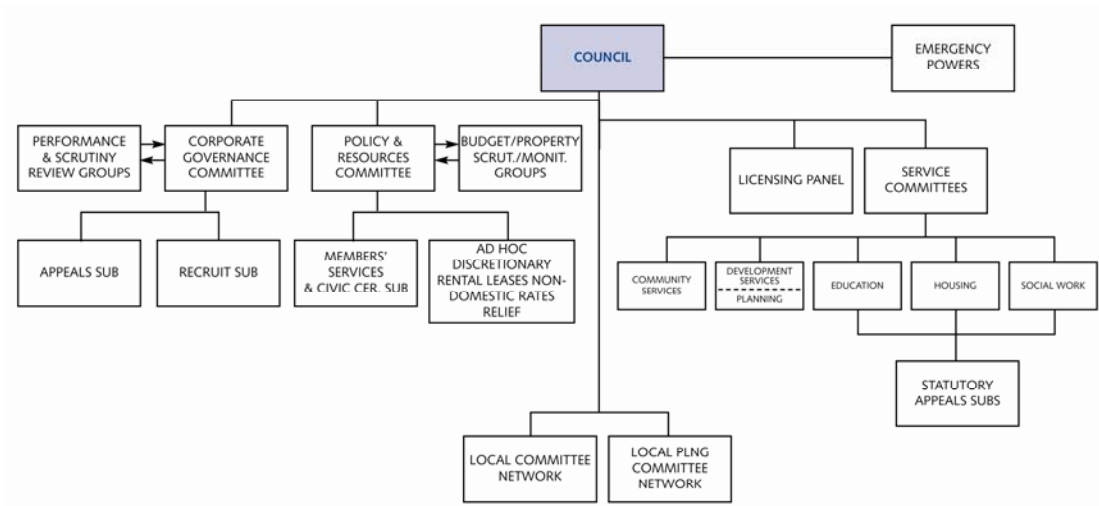 COUNCIL
EMERGENCY
POWERS
PERFORMANCE
& SCRUTINY
REVIEW GROUPS
CORPORATE
GOVERNANCE
COMMITTEE
POLICY &
RESOURCES
COMMITTEE
BUDGET/PROPERTY
SCRUT./MONIT.
GROUPS
LICENSING PANEL
SERVICE
COMMITTEES
APPEALS SUB
RECRUIT SUB
MEMBERS'
SERVICES
& CIVIC CER. SUB
AD HOC
DISCRETIONARY
RENTAL LEASES NON-
DOMESTIC RATES
RELIEF
COMMUNITY
SERVICES
DEVELOPMENT
SERVICES
PLANNING
EDUCATION
HOUSING
SOCIAL WORK
STATUTORY
APPEALS SUBS
LOCAL COMMITTEE
NETWORK
LOCAL PLNG
COMMITTEE
NETWORK